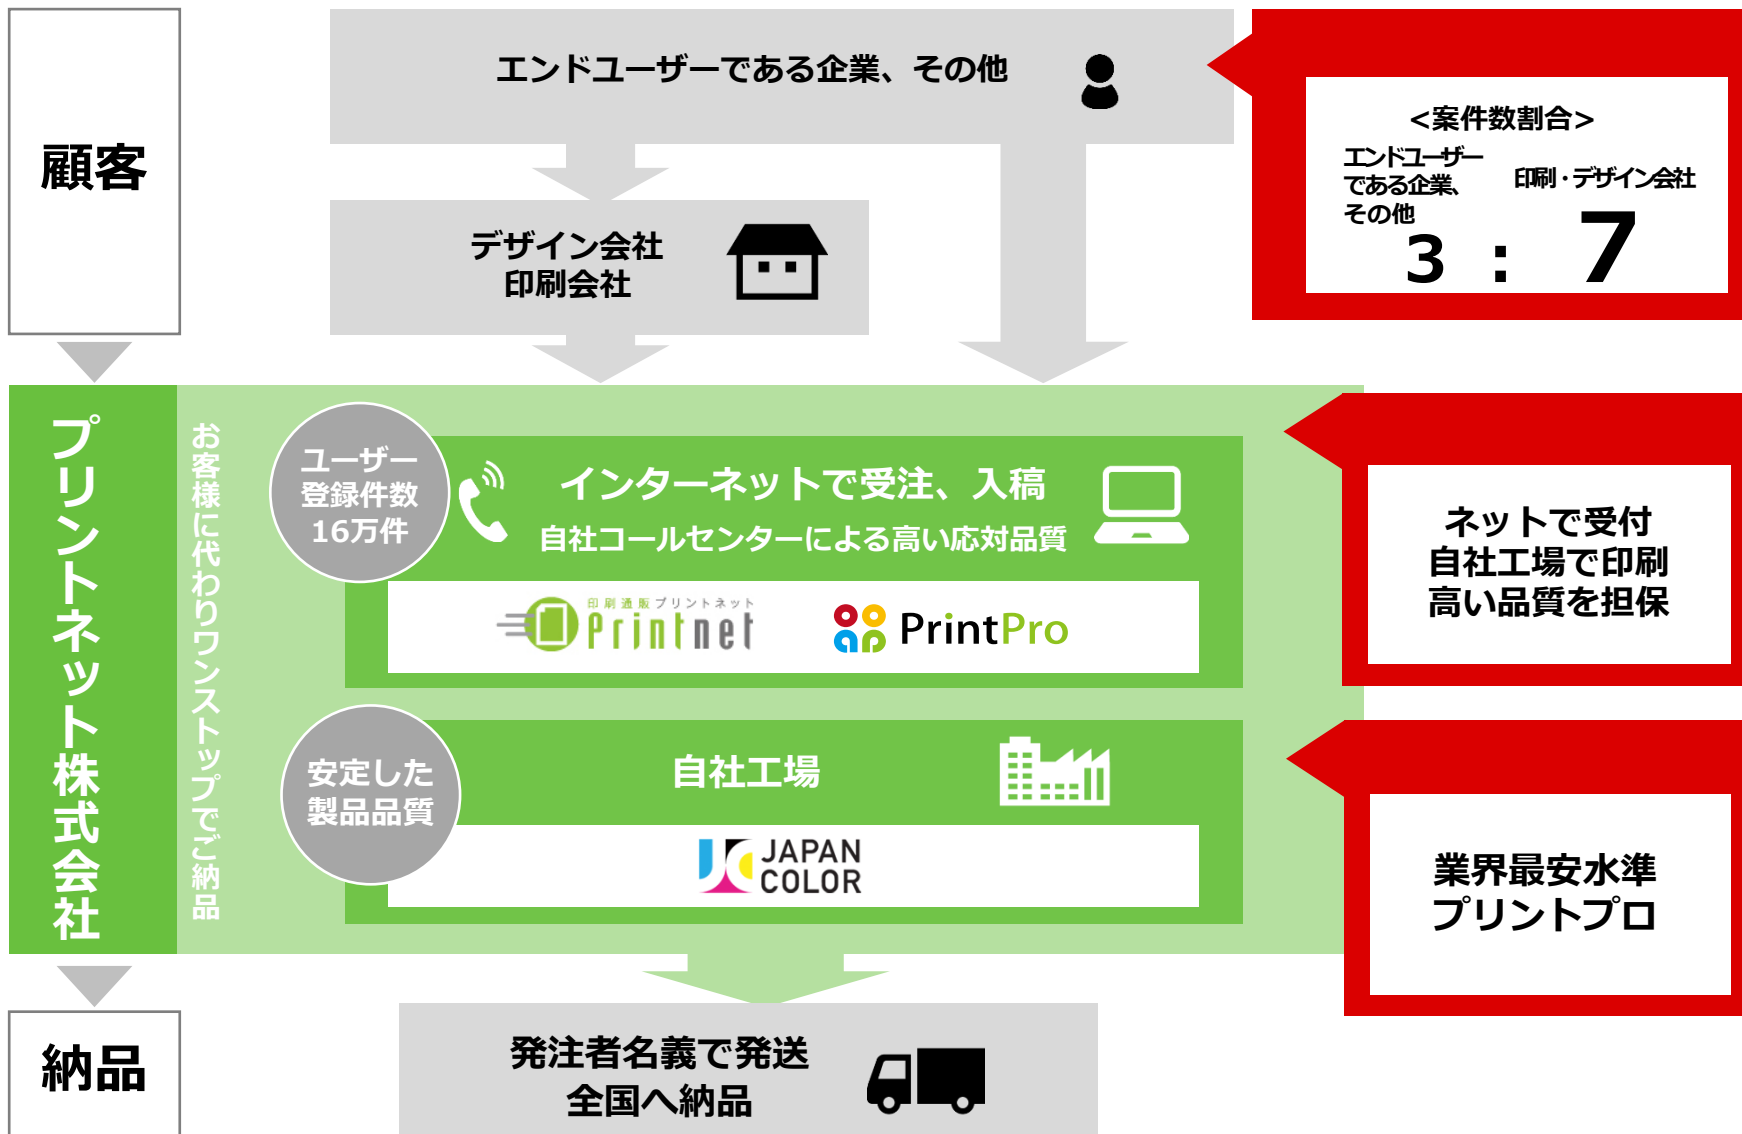 顧客
エンドユーザーである企業、その他
デザイン会社
印刷会社
<案件数割合>
エンドユーザー
である企業、
その他
印刷・デザイン会社
3 : 7
プリントネット株式会社
お客様に代わりワンストップでご納品
ユーザー
登録件数
16万件
インターネットで受注、入稿
自社コールセンターによる高い応対品質
印刷通販プリントネット
Printnet
PrintPro
ネットで受付
自社工場で印刷
高い品質を担保
安定した
製品品質
自社工場
JAPAN
COLOR
業界最安水準
プリントプロ
納品
発注者名義で発送
全国へ納品